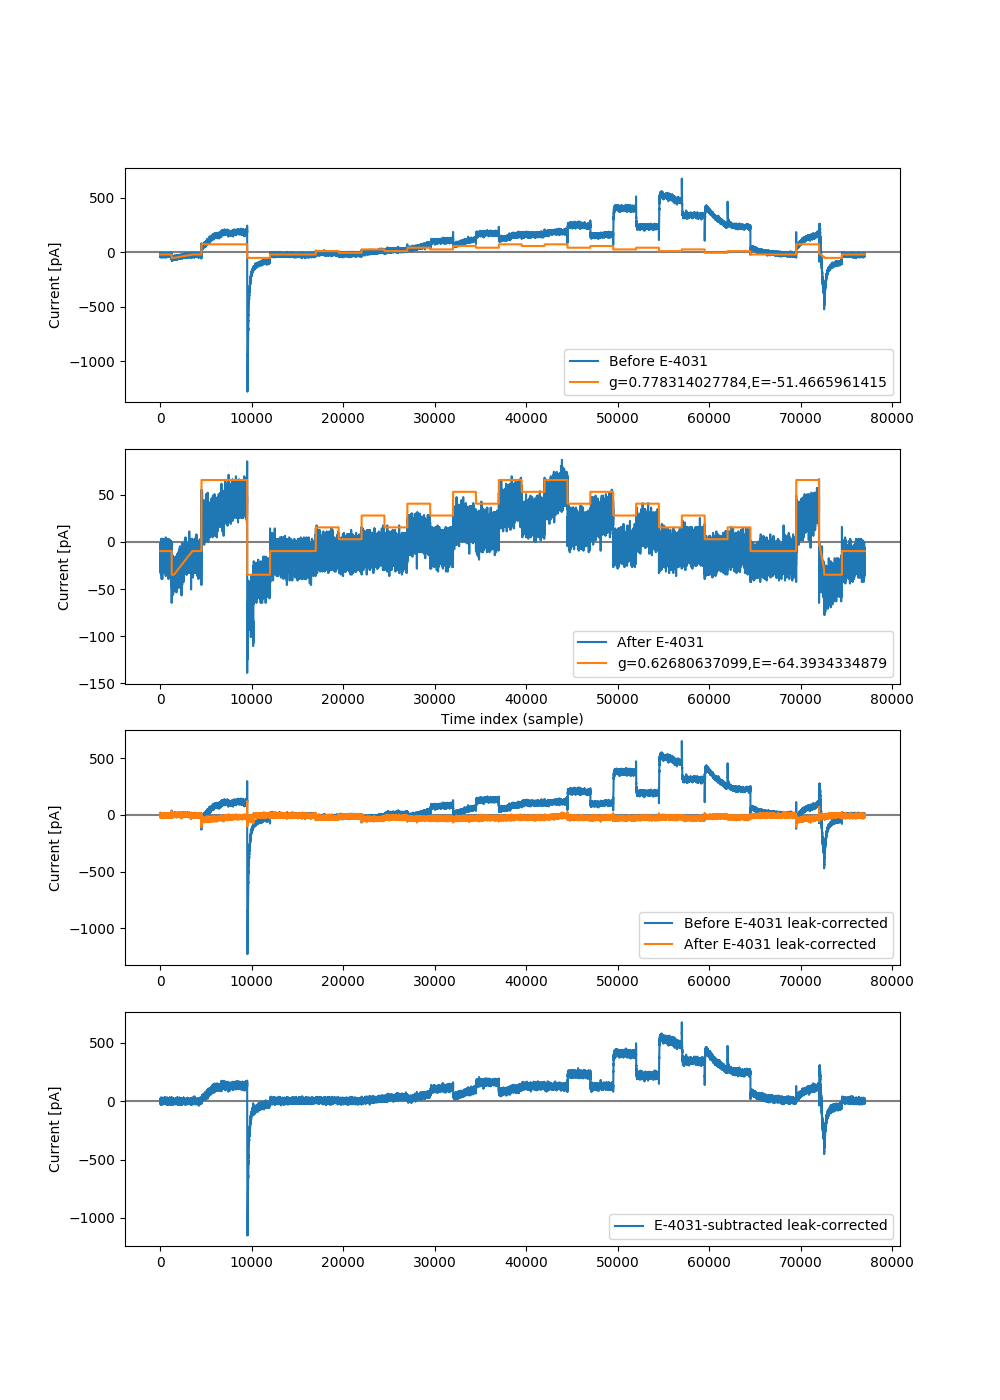 500
0
−500
−1000
Current [pA]
Before E-4031
g=0.778314027784,E=-51.4665961415
0 10000 20000 30000 40000 50000 60000 70000 80000
50
0
−50
−100
−150
Current [pA]
After E-4031
g=0.62680637099,E=-64.3934334879
0 10000 20000 30000 40000 50000 60000 70000 80000
Time index (sample)
500
0
−500
−1000
Current [pA]
Before E-4031 leak-corrected
After E-4031 leak-corrected
0 10000 20000 30000 40000 50000 60000 70000 80000
500
0
−500
−1000
Current [pA]
E-4031-subtracted leak-corrected
0 10000 20000 30000 40000 50000 60000 70000 80000